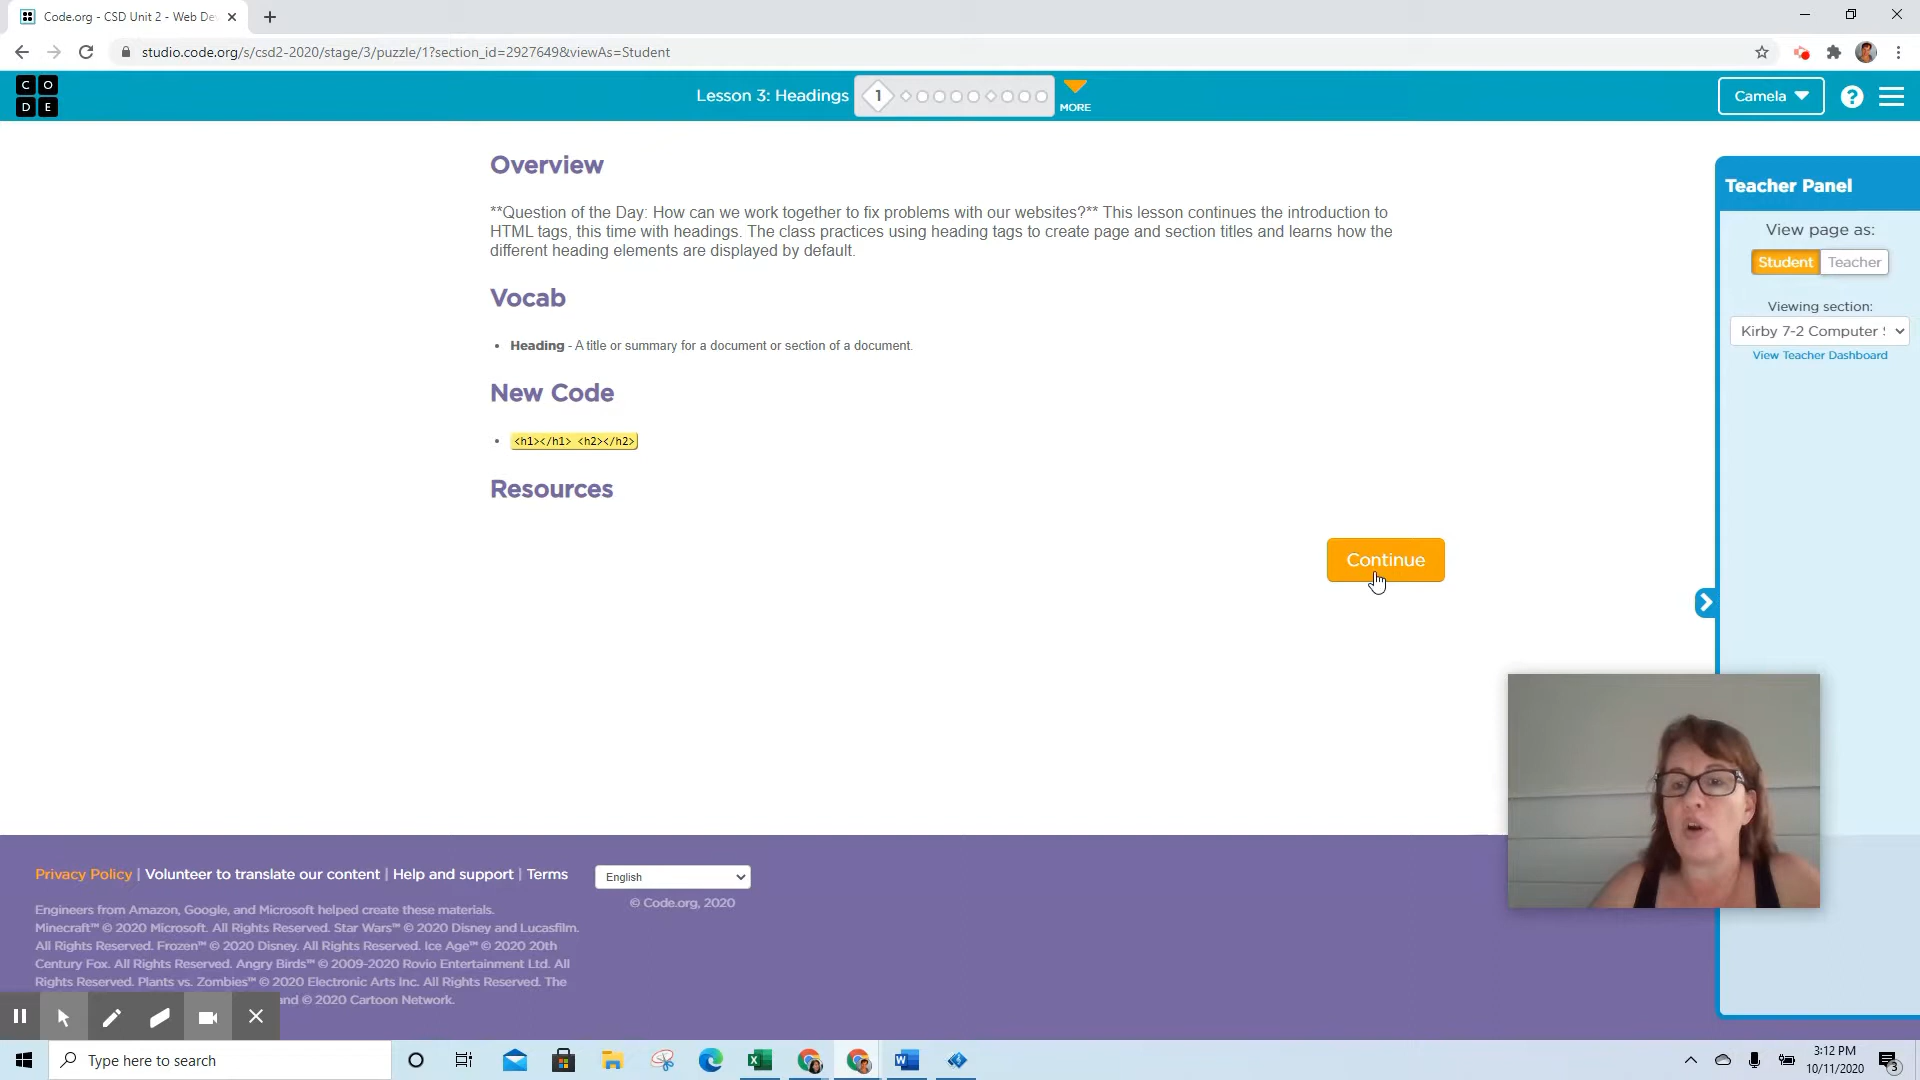 Code.org - CSD Unit 2 - Web De
studio.code.org/s/csd2-2020/stage/3/puzzle/1?section_id=2927649&viewAs=Student
C O
D E
Lesson 3: Headings
1
MORE
Camela
?
Overview
**Question of the Day: How can we work together to fix problems with our websites?** This lesson continues the introduction to
HTML tags, this time with headings. The class practices using heading tags to create page and section titles and learns how the
different heading elements are displayed by default.
Vocab
• Heading - A title or summary for a document or section of a document.
New Code
• <h1></h1> <h2></h2>
Resources
Continue
Teacher Panel
View page as:
Student Teacher
Viewing section:
Kirby 7-2 Computer
View Teacher Dashboard
Privacy Policy | Volunteer to translate our content | Help and support | Terms
English
© Code.org, 2020
Engineers from Amazon, Google, and Microsoft helped create these materials.
Minecraft™ © 2020 Microsoft. All Rights Reserved. Star Wars™ © 2020 Disney and Lucasfilm.
All Rights Reserved. Frozen™ © 2020 Disney. All Rights Reserved. Ice Age™ © 2020 20th
Century Fox. All Rights Reserved. Angry Birds™ © 2009-2020 Rovio Entertainment Ltd. All
Rights Reserved. Plants vs. Zombies™ © 2020 Electronic Arts Inc. All Rights Reserved. The
and © 2020 Cartoon Network.
Type here to search
3:12 PM
10/11/2020
3